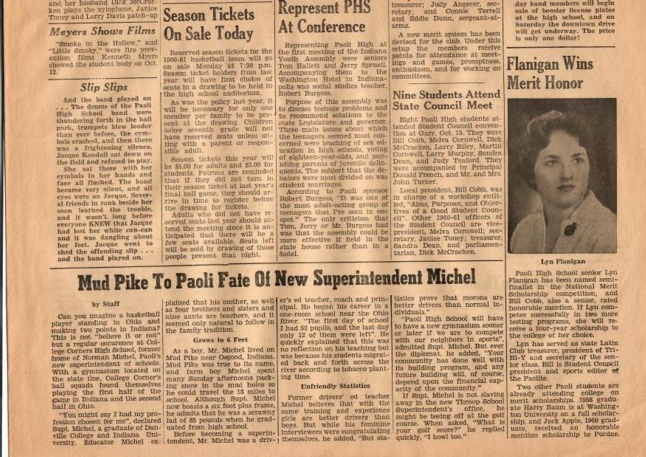 and her husband Dick McCrac-
ken plays the xylophone, Janice
Toney and Larry Davis patch-up
Meyers Shows Films
"Smoke in the Hollow," and
"Little Smoky," were fire pre-
vention films Kenneth Myers
showed the student body on Oct.
12.
Slip Slips
And the band played on
. . . The drums of the Paoli
High School band were
thundering forth in the ball
park, trumpets blew louder
than ever before, the cym-
bals crashed, and then there
was a frightening silence.
Jacque Kendall sat down on
the field and refused to play.
She sat there with her
cymbals in her hands and
face all flushed. The band
became very silent, and all
eyes were on Jacque. Sever-
al friends in rank beside her
soon learned the trouble,
and it wasn't long before
everyone KNEW that Jacque
had lost her white can-can
and it was dangling about
her feet. Jacque went to
shed the offending slip . . .
and the band played on.
Season Tickets
On Sale Today
Reserved season tickets for the
1960-61 basketball team will go
on sale Monday at 7:30 p.m.
Season ticket holders from last
year will have first choice of
seats in a drawing to be held in
the high school auditorium.
As was the policy last year, it
will be necessary for only one
member per family to be pres-
ent at the drawing. Children
below seventh grade will not
have reserved seats unless sit-
ting with a parent or respon-
sible adult.
Season tickets this year will
be $5.00 for adults and $3.00 for
students. Patrons are reminded
that if they did not turn in
their season ticket at last year's
final ball game, they should ar-
rive in time to register before
the drawing for tickets.
Adults who did not have re-
served seats last year should at-
tend the meeting since it is an-
ticipated that there will be a
few seats available. Seats left
will be sold by drawing of those
people present that night.
Represent PHS
At Conference
Representing Paoli High at
the first meeting of the Indiana
Youth Assembly were seniors
Tom Hallett and Jerry Sproul.
Accompanying them to the
Washington Hotel in Indiana-
polis was social studies teacher,
Robert Burgess.
Purpose of this assembly was
to discuss teenage problems and
to recommend solutions to the
state legislature and governor.
Three main issues about which
the teenagers seemed most con-
cerned were teaching of sex ed-
ucation in high schools, voting
of eighteen-year-olds, and pun-
ishing parents of juvenile delin-
quents. The subject that the de-
baters were most divided on was
student marriages.
According to Paoli sponsor
Robert Burgess, "It was one of
the most adult-acting group of
teenagers that I've seen in one
spot." The only criticism that
Tom, Jerry or Mr. Burgess had
was that the assembly could be
more effective if held in the
state house rather than in a
hotel.
treasurer; Judy Angerer, sec-
retary; and Connie Turrell
and Eddie Dunn, sergeant-at-
arms.
A new merit system has been
devised for the club. Under this
setup the members receive
points for attendance at meet-
ings and games, promptness,
enthusiasm, and for working on
committees.
Nine Students Attend
State Council Meet
Eight Paoli High students at-
tended Student Council conven-
tion at Gary, Oct. 15. They were
Bill Cobb, Melva Cornwell, Dick
McCracken, Larry Riley, Martin
Cornwell, Jerry Murphy, Sandra
Dean, and Judy Teaford. They
were accompanied by Principal
Donald French, and Mr. and Mrs.
John Turner.
Local president, Bill Cobb, was
in charge of a workshop entit-
led, "Aims, Purposes, and Objec-
tives of a Good Student Coun-
cil". Other 1960-61 officers of
the Student Council are vice-
president, Melva Cornwell; sec-
retary, Janice Toney; treasurer,
Sandra Dean, and parliamen-
tarian, Dick McCracken.
day band members will begin
sale of booster license plates
at the high school, and on
Saturday the downtown drive
will get underway. The price
is only one dollar!
Flanigan Wins
Merit Honor
Lyn Flanigan
Paoli High School senior Lyn
Flanigan has been named semi-
finalist in the National Merit
Scholarship competition, and
Bill Cobb, also a senior, rated
honorable mention. If Lyn com-
petes successfully in two more
testing programs, she will re-
ceive a four-year scholarship to
the college of her choice.
Lyn has served as state Latin
Club treasurer, president of Tri-
Hi-Y and secretary of the sen-
ior class. Bill is Student Council
president and sports editor of
the Paolite.
Two other Paoli students are
already attending college on
merit scholarships. 1958 gradu-
ate Harry Baum is at Washing-
ton University on a full scholar-
ship, and Jack Apple, 1960 grad-
uate, received an honorable
mention scholarship to Purdue.
Mud Pike To Paoli Fate Of New Superintendent Michel
by Staff
Can you imagine a basketball
player standing in Ohio and
making two points in Indiana?
This is not "believe it or not",
but a regular occurence at Col-
lege Corners High School, former
home of Norman Michel, Paoli's
new superintendent of schools.
With a gymnasium located on
the state line, College Corner's
ball squads found themselves
playing the first half of the
game in Indiana and the second
half in Ohio.
"You might say I had my pro-
fession chosen for me", declared
Supt. Michel, a graduate of Dan-
ville College and Indiana Uni-
versity. Educator Michel ex-
plained that his mother, as well
as four brothers and sisters and
nine aunts are teachers, and it
seemed only natural to follow in
the family tradition.
Grows to 6 Feet
As a boy, Mr. Michel lived on
Mud Pike near Osgood, Indiana.
Mud Pike was true to its name,
and farm boy Michel spent
many Sunday afternoons pack-
ing gravel in the mud holes so
he could travel the 12 miles to
school. Although Supt. Michel
now boasts a six foot plus frame,
he admits that he was a scrawny
lad of 85 pounds when he grad-
uated from high school.
Before becoming a superin-
tendent, Mr. Michel was a driv-
er's ed teacher, coach and prin-
cipal. He began his career in a
one-room school near the Ohio
River. "The first day of school
I had 52 pupils, and the last day
only 12 of them were left". He
quickly explained that this was
no reflection on his teaching but
was because his students migrat-
ed back and forth across the
river according to tobacco plant-
ing time.
Unfriendly Statistics
Former drivers' ed teacher
Michel believes that with the
same training and experience
girls are better drivers than
boys. But while his feminine
interviewers were congratulating
themselves, he added, "But sta-
tistics prove that morons are
better drivers than normal in-
dividuals."
"Paoli High School will have
to have a new gymnasium sooner
or later if we are to compete
with our neighbors in sports",
admitted Supt. Michel. But ever
the diplomat, he added, "Your
community has done well with
its building program, and any
future building will, of course,
depend upon the financial cap-
acity of the community."
If Supt. Michel is not slaving
away in the new Throop School
Superintendent's office, he
might be teeing off at the golf
course. When asked, "What is
your golf score?" he replied
quickly, "I bowl too."